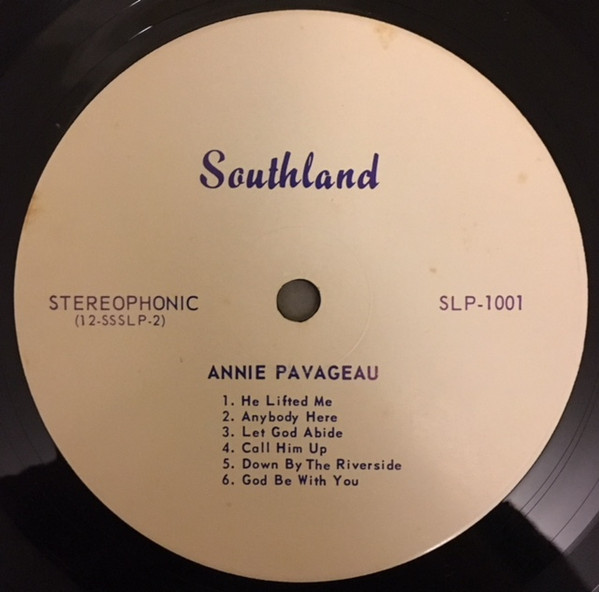 Southland
STEREOPHONIC
(12-SSSLP-2)
SLP-1001
ANNIE PAVAGEAU
1. He Lifted Me
2. Anybody Here
3. Let God Abide
4. Call Him Up
5. Down By The Riverside
6. God Be With You